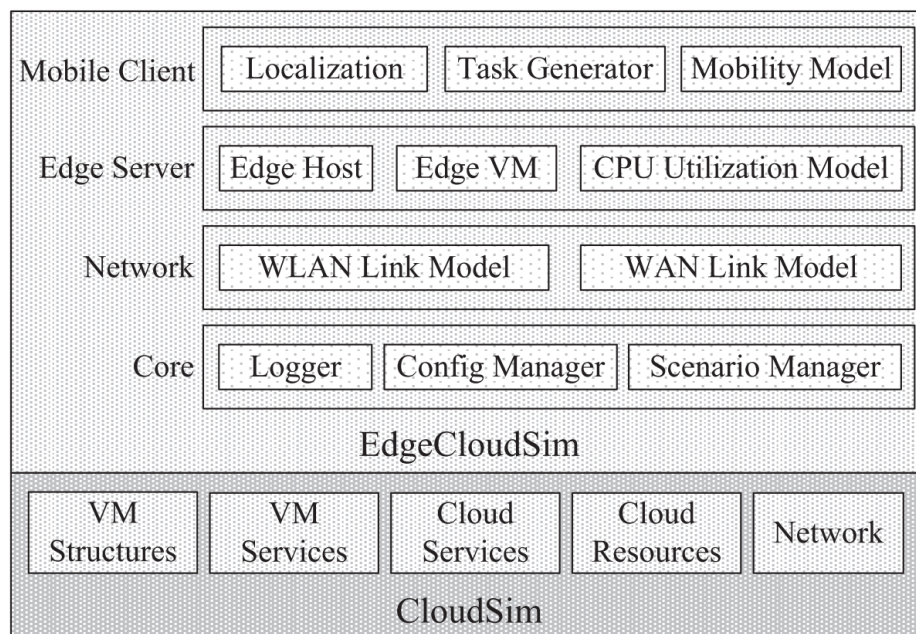 Mobile Client
Localization
Task Generator
Mobility Model
Edge Server
Edge Host
Edge VM
CPU Utilization Model
Network
WLAN Link Model
WAN Link Model
Core
Logger
Config Manager
Scenario Manager
EdgeCloudSim
VM
Structures
VM
Services
Cloud
Services
Cloud
Resources
Network
CloudSim